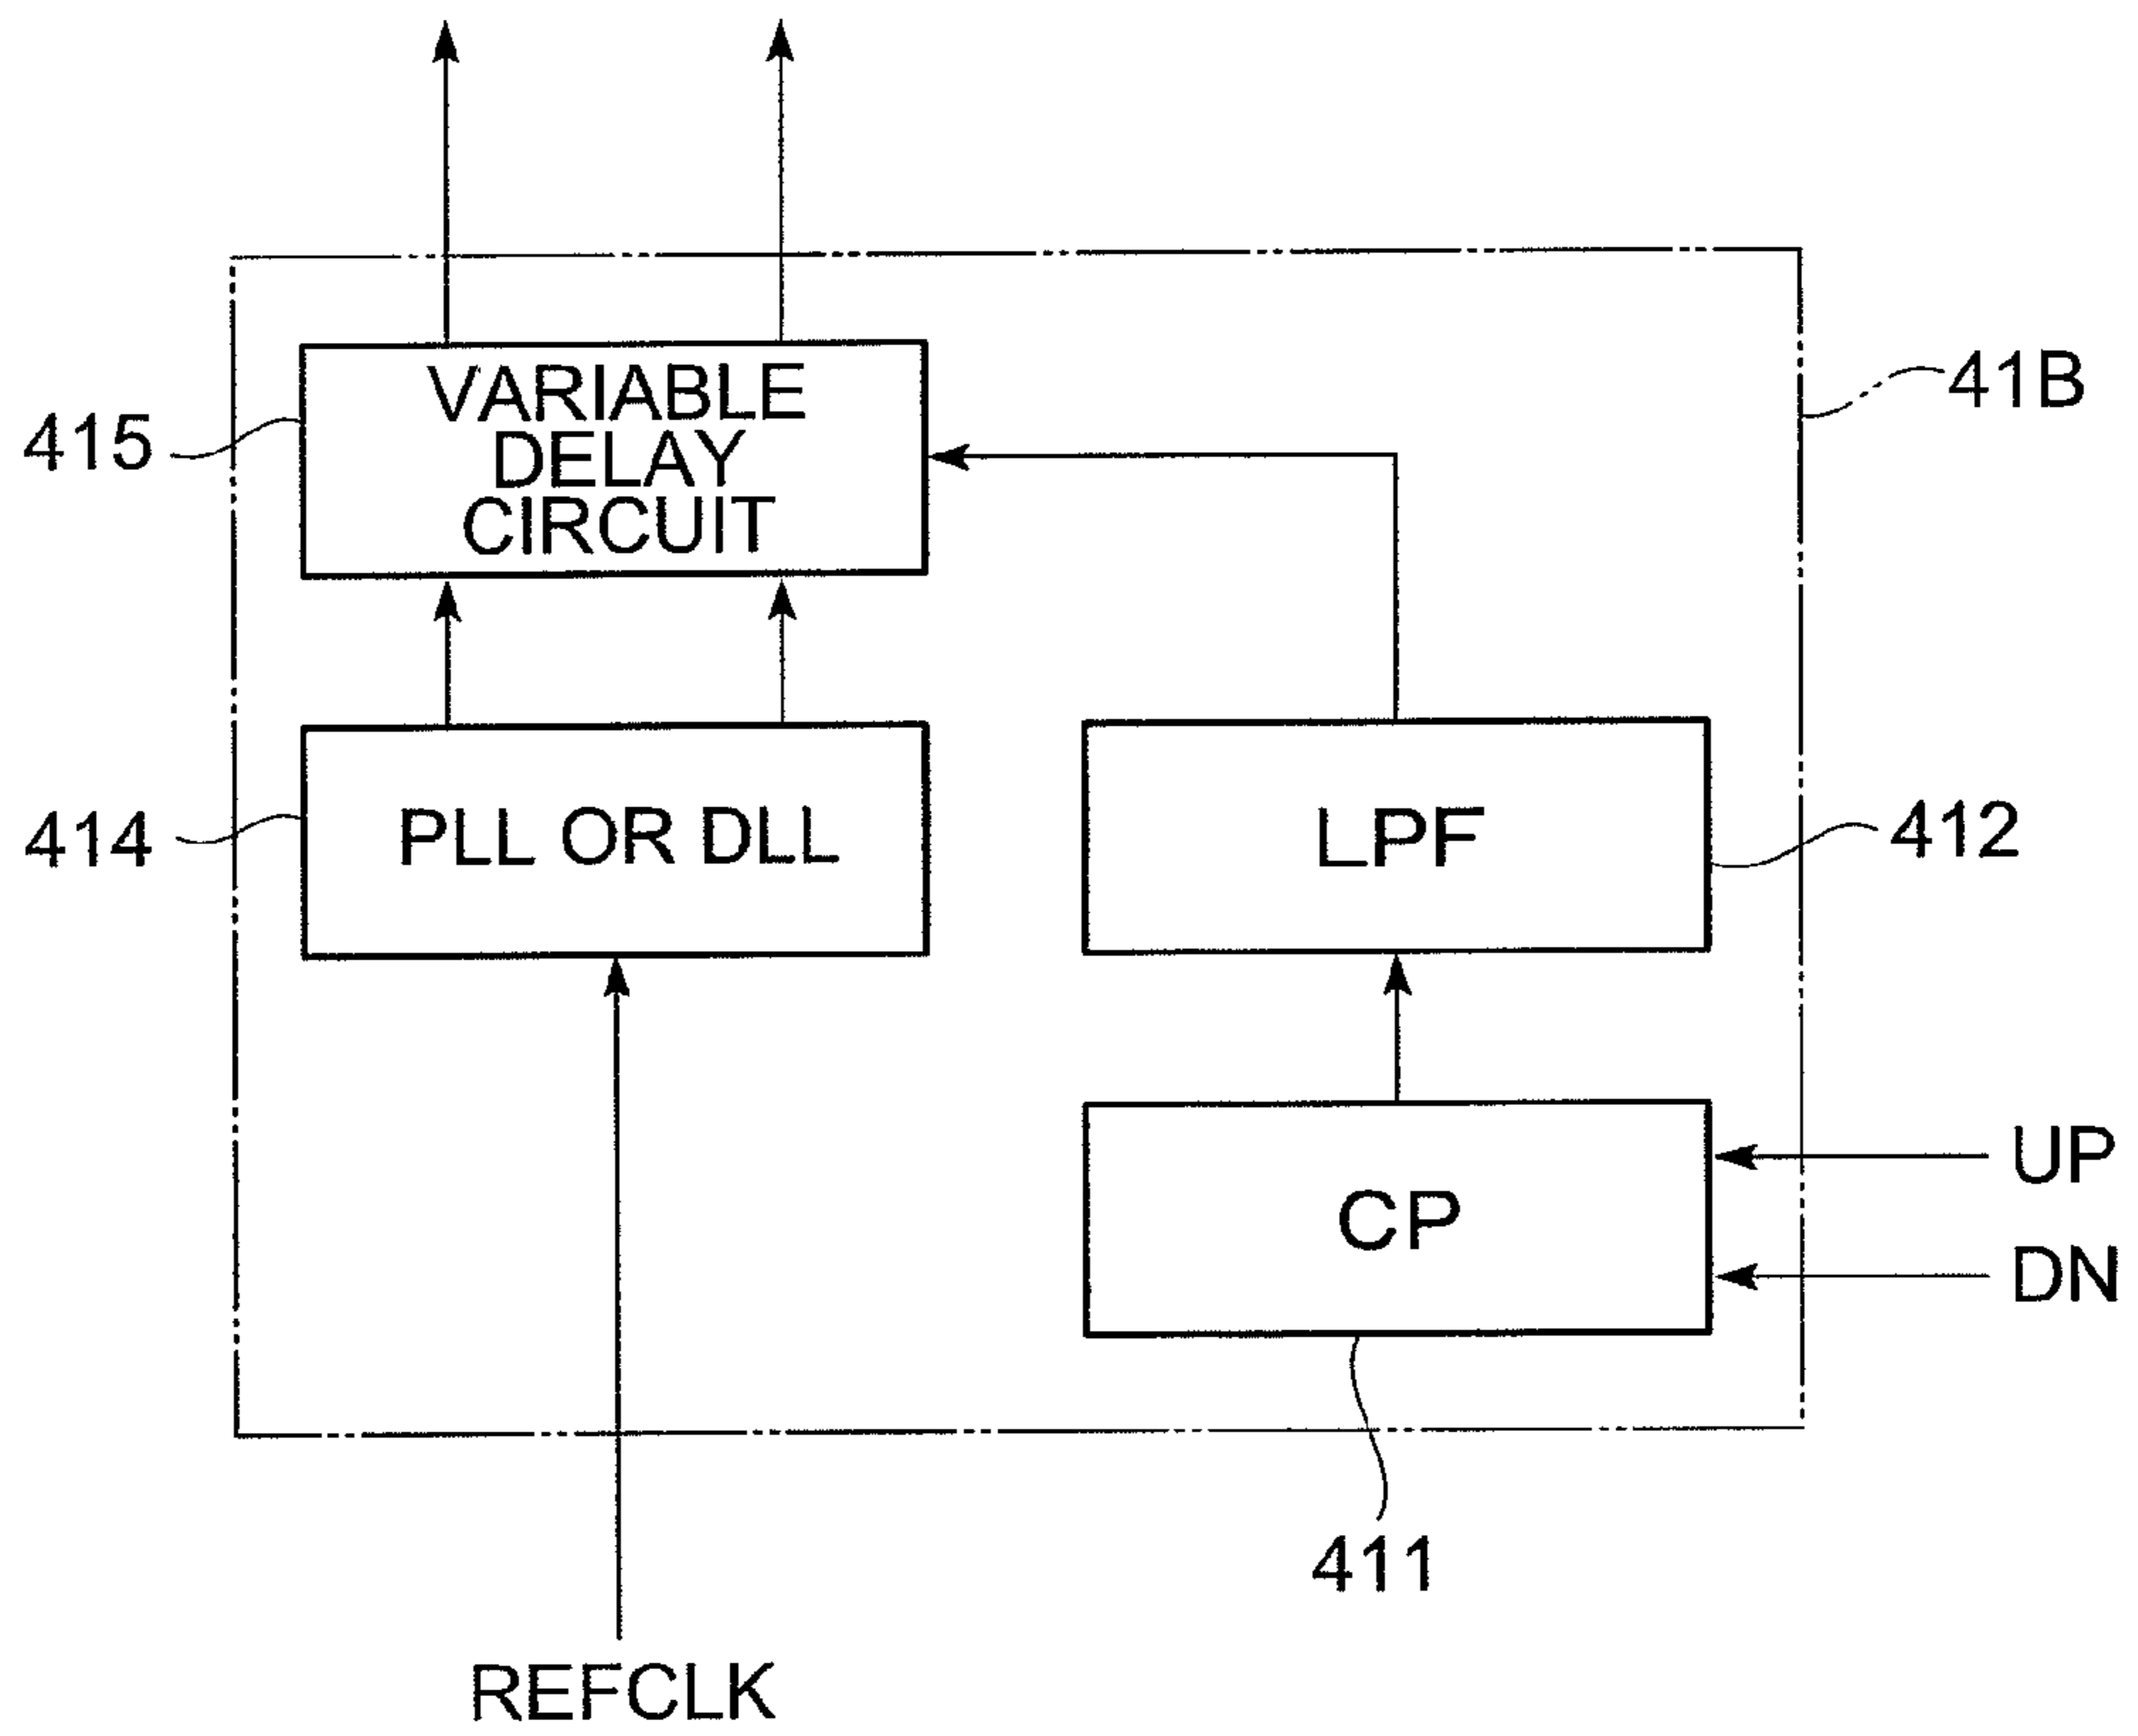 41B
415
VARIABLE
DELAY
CIRCUIT
414
PLL OR DLL
LPF
412
CP
UP
DN
411
REFCLK